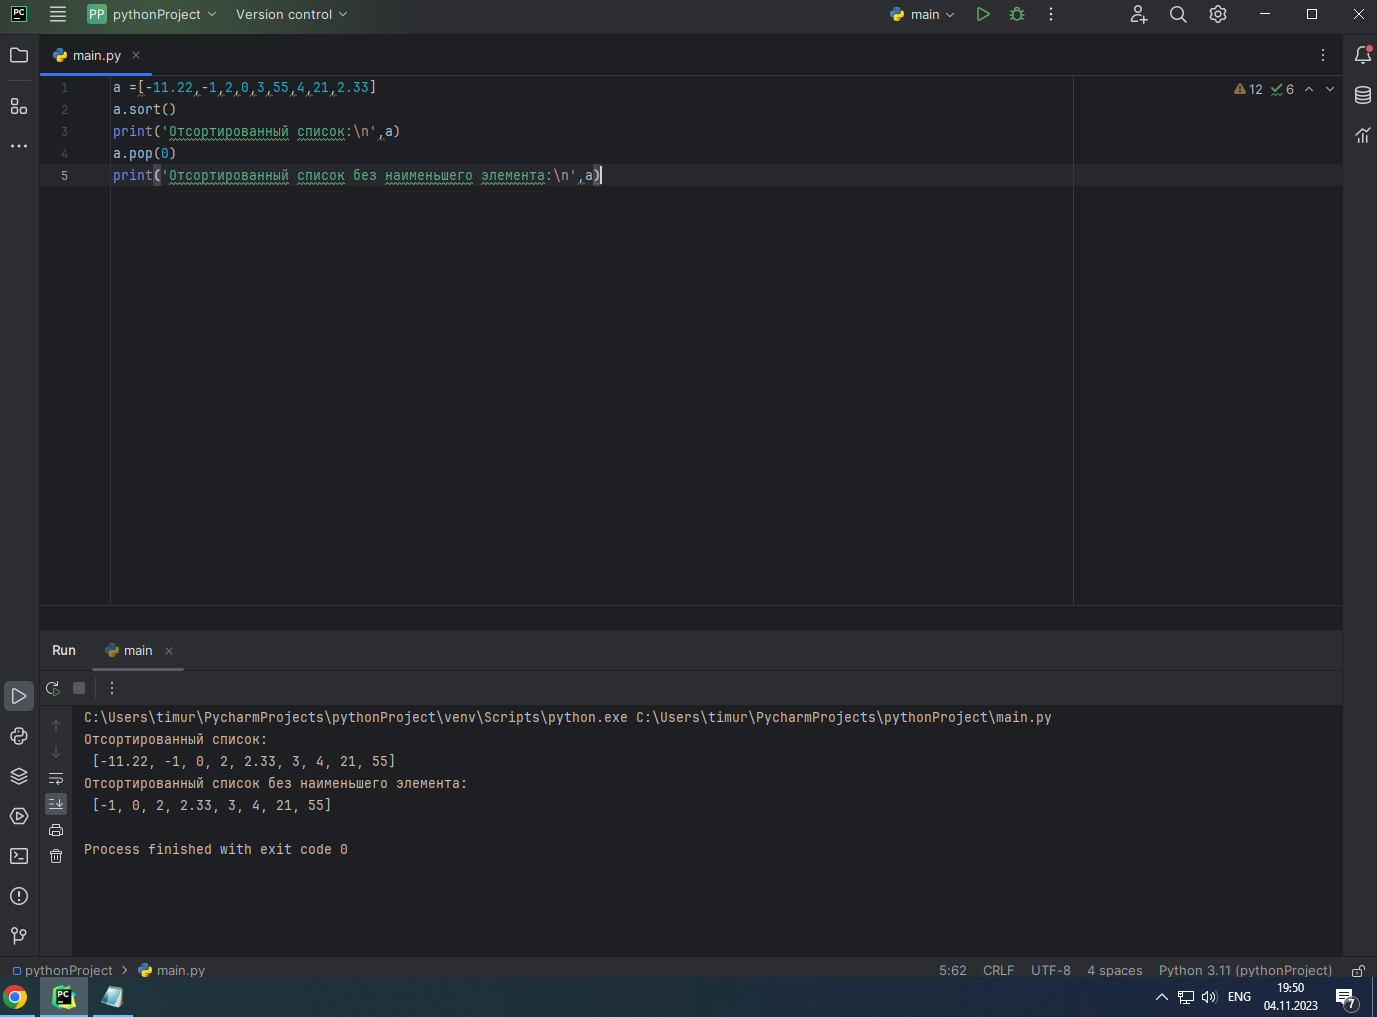 PC PP pythonProject Version control main
main.py
12 6
1 a =[-11.22,-1,2,0,3,55,4,21,2.33]
2 a.sort()
3 print('Отсортированный список:\n',a)
4 a.pop(0)
5 print('Отсортированный список без наименьшего элемента:\n',a)
Run main
C:\Users\timur\PycharmProjects\pythonProject\venv\Scripts\python.exe C:\Users\timur\PycharmProjects\pythonProject\main.py
Отсортированный список:
[-11.22, -1, 0, 2, 2.33, 3, 4, 21, 55]
Отсортированный список без наименьшего элемента:
[-1, 0, 2, 2.33, 3, 4, 21, 55]
Process finished with exit code 0
pythonProject main.py 5:62 CRLF UTF-8 4 spaces Python 3.11 (pythonProject)
PC ENG 19:50
04.11.2023 7